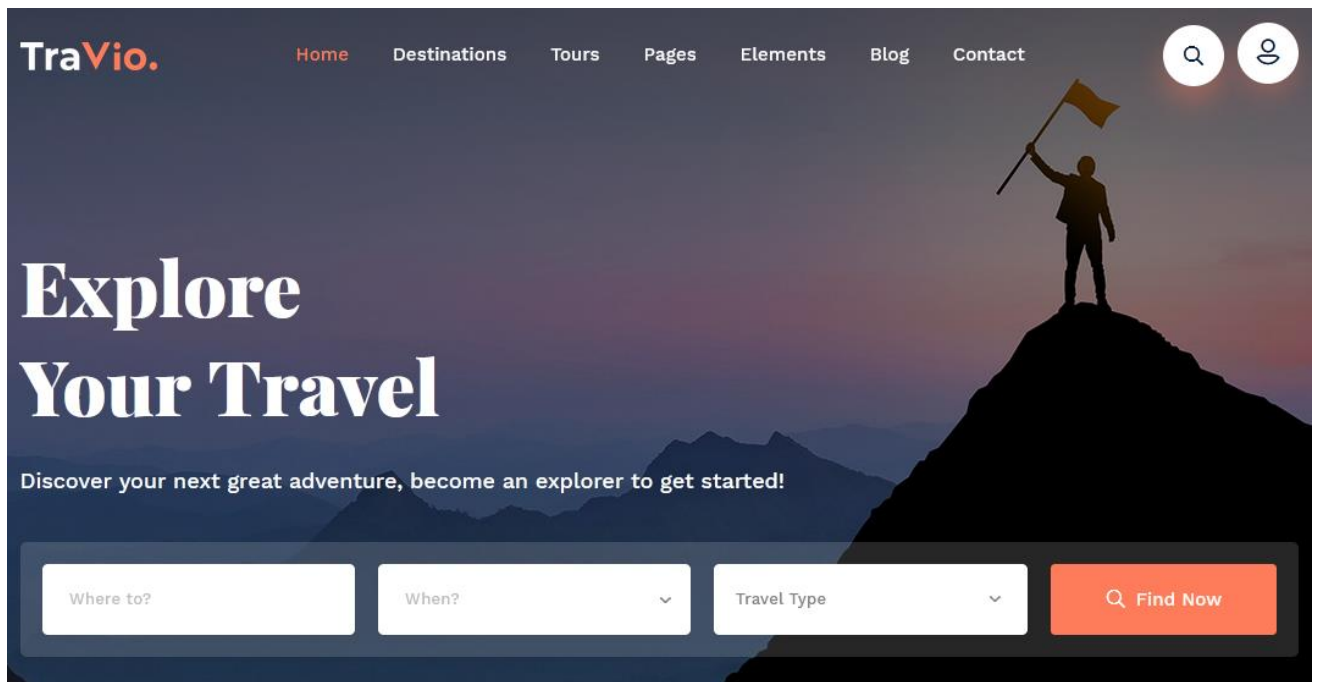 TraVio.
Home Destinations Tours Pages Elements Blog Contact
Explore
Your Travel
Discover your next great adventure, become an explorer to get started!
Where to? When? Travel Type Find Now